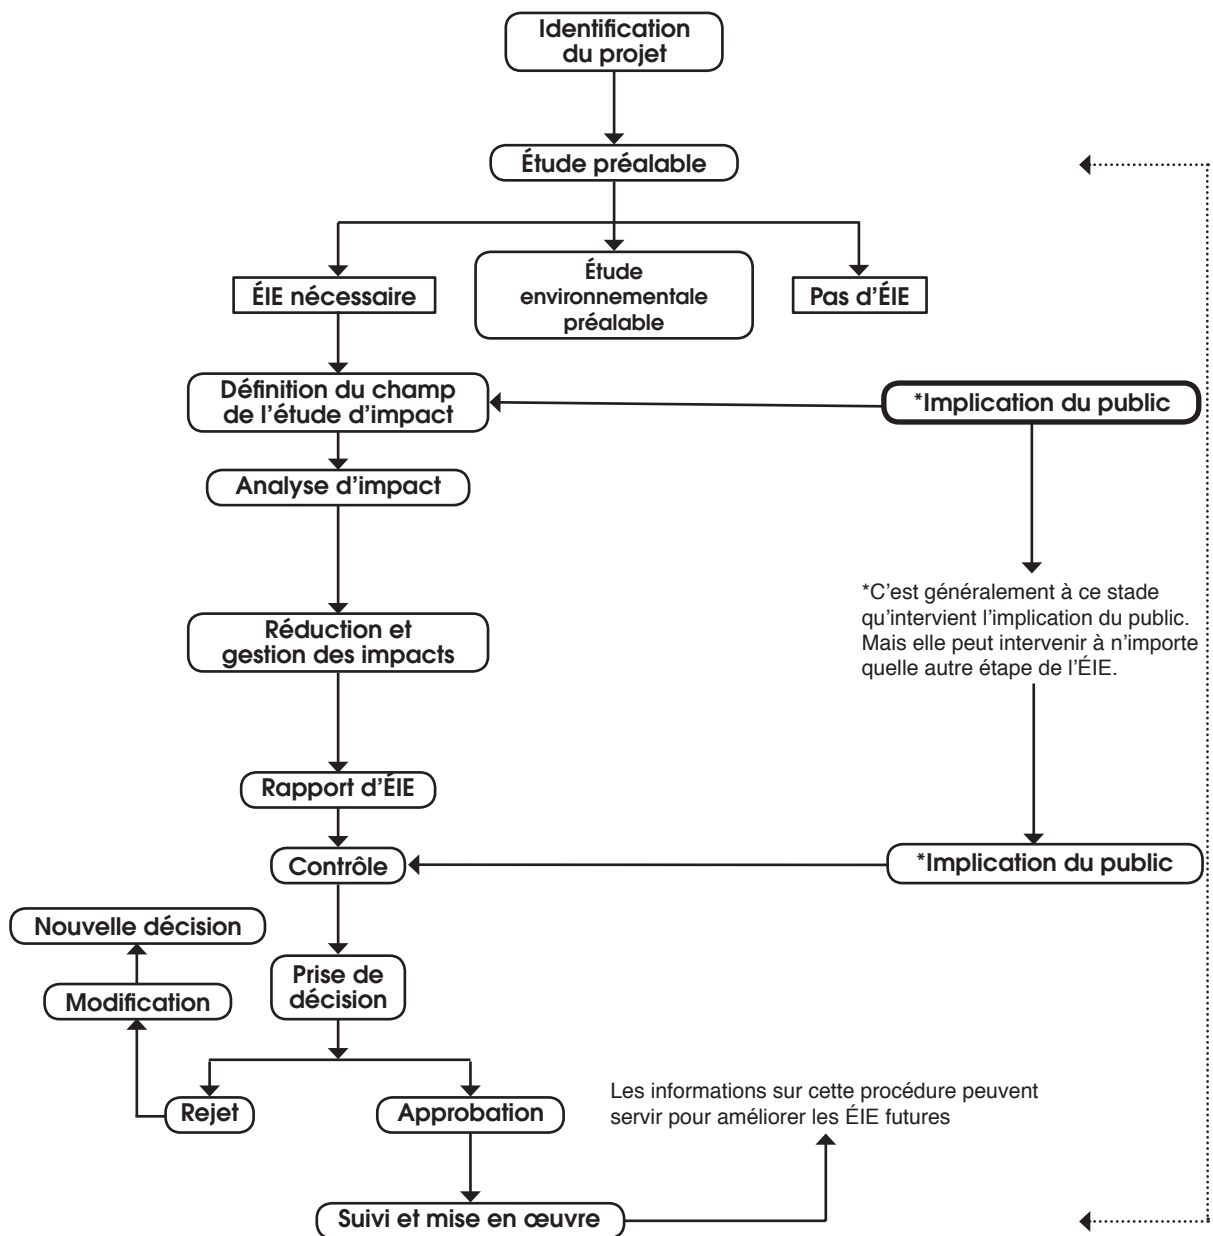 Identification
du projet
Étude préalable
ÉIE nécessaire
Étude
environnementale
préalable
Pas d’ÉIE
Définition du champ
de l’étude d’impact
*Implication du public
Analyse d’impact
*C’est généralement à ce stade
qu’intervient l’implication du public.
Mais elle peut intervenir à n’importe
quelle autre étape de l’ÉIE.
Réduction et
gestion des impacts
Rapport d’ÉIE
Contrôle
*Implication du public
Nouvelle décision
Prise de
décision
Modification
Rejet
Approbation
Les informations sur cette procédure peuvent
servir pour améliorer les ÉIE futures
Suivi et mise en œuvre